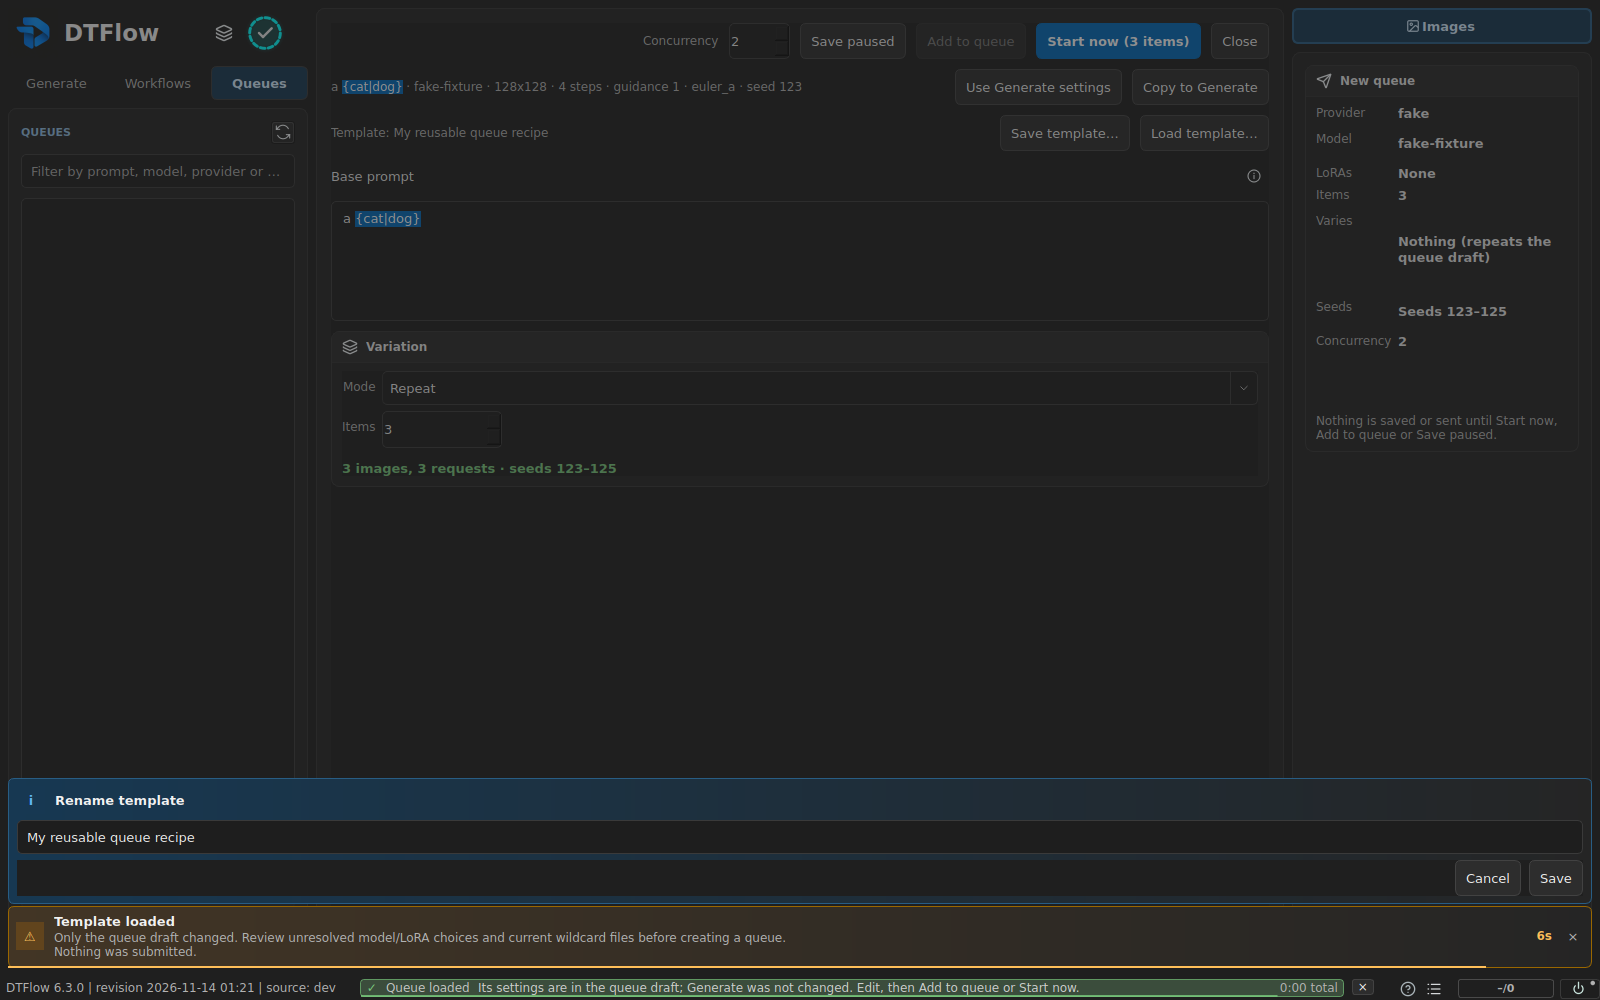 DTFlow
Generate
Workflows
Queues
QUEUES
Filter by prompt, model, provider or ...
Concurrency
2
Save paused
Add to queue
Start now (3 items)
Close
a {cat|dog} · fake-fixture · 128x128 · 4 steps · guidance 1 · euler_a · seed 123
Use Generate settings
Copy to Generate
Template: My reusable queue recipe
Save template...
Load template...
Base prompt
a {cat|dog}
Variation
Mode
Repeat
Items
3
3 images, 3 requests · seeds 123–125
Images
New queue
Provider fake
Model fake-fixture
LoRAs None
Items 3
Varies
Nothing (repeats the
queue draft)
Seeds Seeds 123–125
Concurrency 2
Nothing is saved or sent until Start now,
Add to queue or Save paused.
Rename template
My reusable queue recipe
Cancel
Save
Template loaded
Only the queue draft changed. Review unresolved model/LoRA choices and current wildcard files before creating a queue.
Nothing was submitted.
6s
DTFlow 6.3.0 | revision 2026-11-14 01:21 | source: dev
Queue loaded Its settings are in the queue draft; Generate was not changed. Edit, then Add to queue or Start now.
0:00 total
–/0